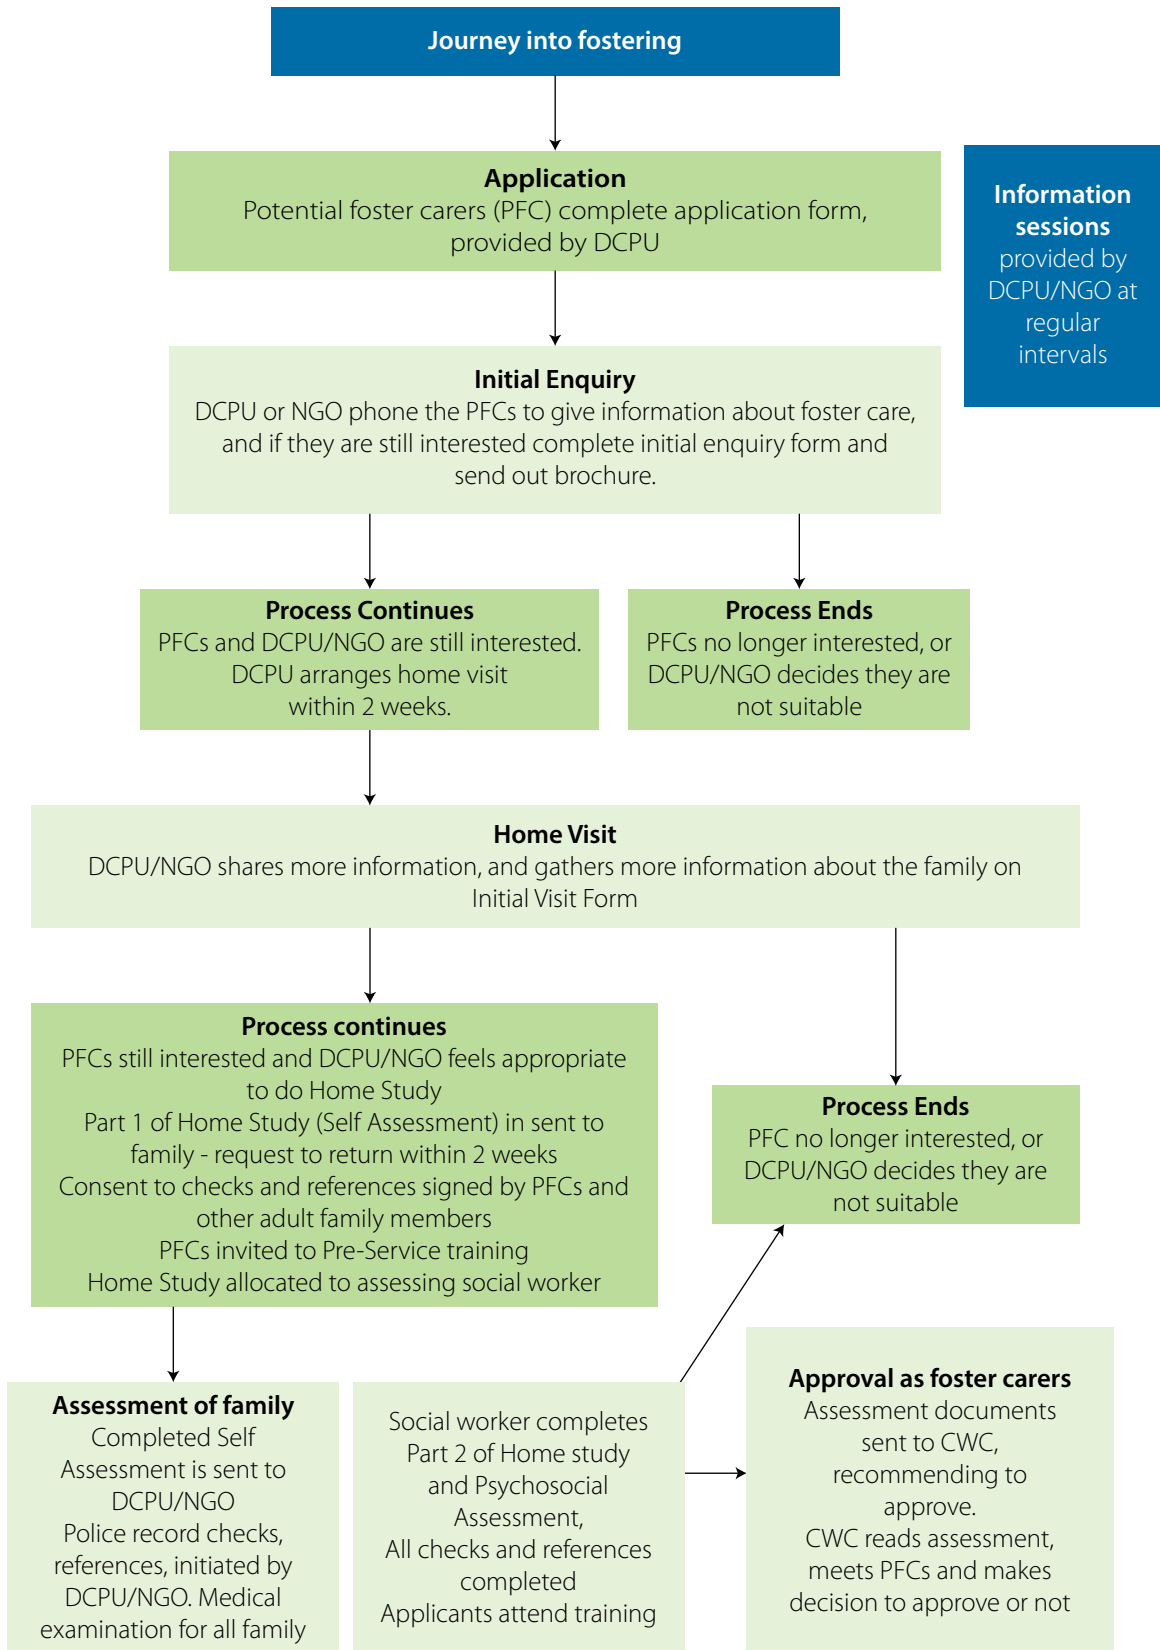 Journey into fostering
Application
Potential foster carers (PFC) complete application form,
provided by DCPU
Information
sessions
provided by
DCPU/NGO at
regular
intervals
Initial Enquiry
DCPU or NGO phone the PFCs to give information about foster care,
and if they are still interested complete initial enquiry form and
send out brochure.
Process Continues
PFCs and DCPU/NGO are still interested.
DCPU arranges home visit
within 2 weeks.
Process Ends
PFCs no longer interested, or
DCPU/NGO decides they are
not suitable
Home Visit
DCPU/NGO shares more information, and gathers more information about the family on
Initial Visit Form
Process continues
PFCs still interested and DCPU/NGO feels appropriate
to do Home Study
Part 1 of Home Study (Self Assessment) in sent to
family - request to return within 2 weeks
Consent to checks and references signed by PFCs and
other adult family members
PFCs invited to Pre-Service training
Home Study allocated to assessing social worker
Process Ends
PFC no longer interested, or
DCPU/NGO decides they are
not suitable
Assessment of family
Completed Self
Assessment is sent to
DCPU/NGO
Police record checks,
references, initiated by
DCPU/NGO. Medical
examination for all family
Social worker completes
Part 2 of Home study
and Psychosocial
Assessment,
All checks and references
completed
Applicants attend training
Approval as foster carers
Assessment documents
sent to CWC,
recommending to
approve.
CWC reads assessment,
meets PFCs and makes
decision to approve or not